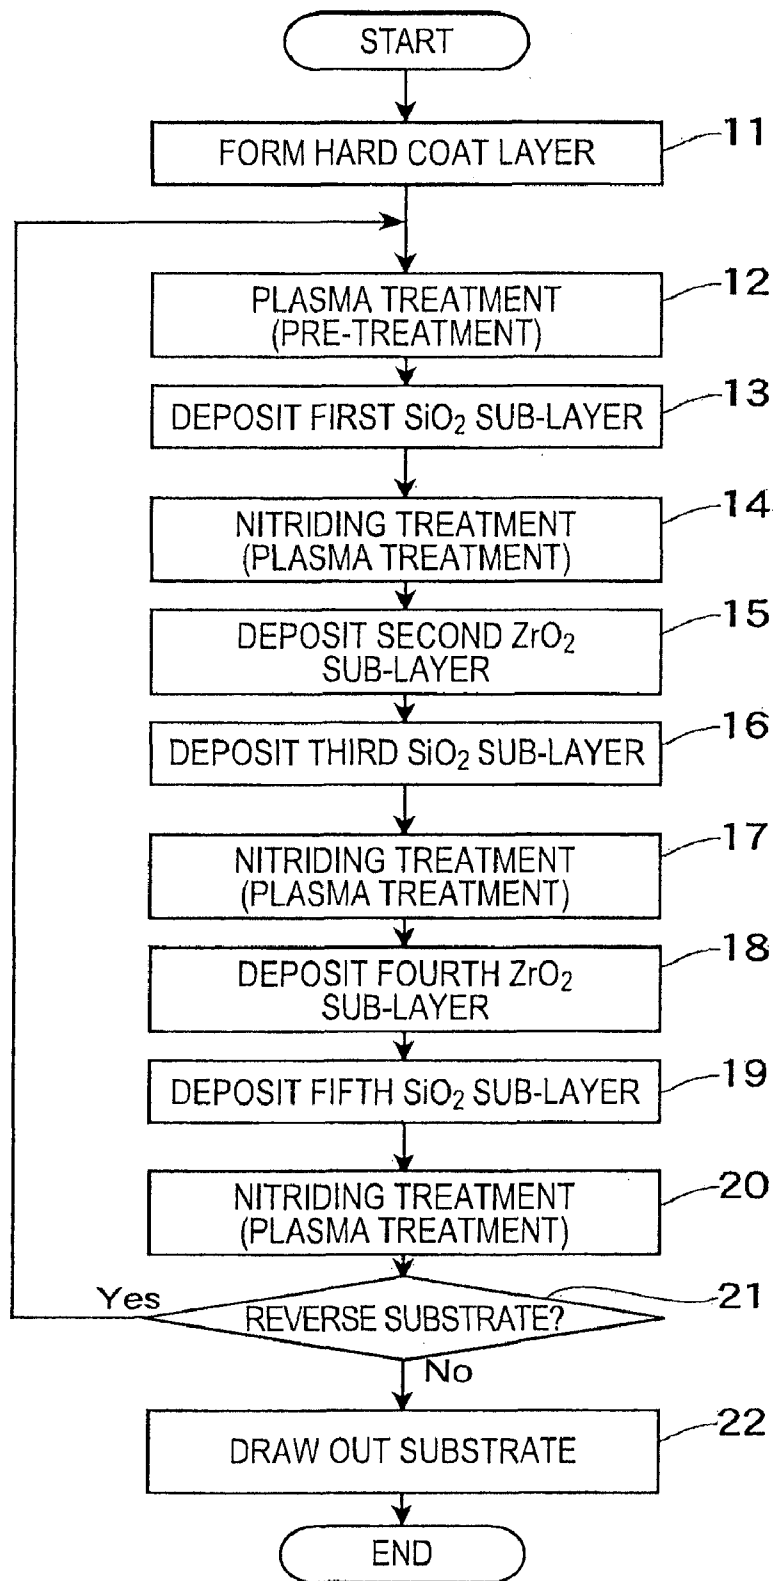 START
FORM HARD COAT LAYER
11
PLASMA TREATMENT
(PRE-TREATMENT)
12
DEPOSIT FIRST SiO₂ SUB-LAYER
13
NITRIDING TREATMENT
(PLASMA TREATMENT)
14
DEPOSIT SECOND ZrO₂
SUB-LAYER
15
DEPOSIT THIRD SiO₂ SUB-LAYER
16
NITRIDING TREATMENT
(PLASMA TREATMENT)
17
DEPOSIT FOURTH ZrO₂
SUB-LAYER
18
DEPOSIT FIFTH SiO₂ SUB-LAYER
19
NITRIDING TREATMENT
(PLASMA TREATMENT)
20
Yes
REVERSE SUBSTRATE?
21
No
DRAW OUT SUBSTRATE
22
END